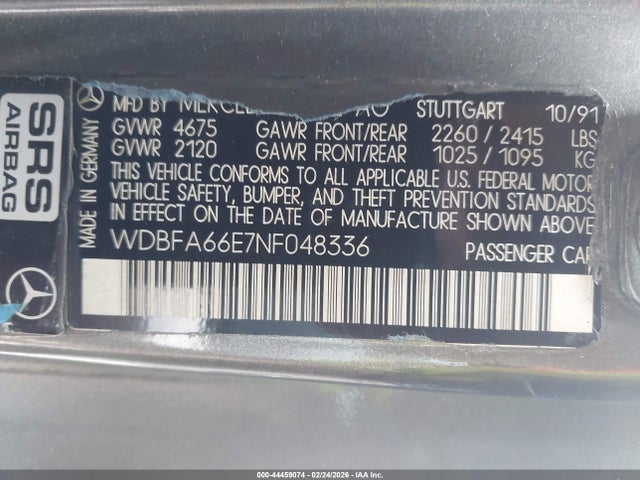 SRS
AIRBAG
MADE IN GERMANY
MFD BY AG STUTTGART 10/91
GVWR 4675 GAWR FRONT/REAR 2260 / 2415 LBS
GVWR 2120 GAWR FRONT/REAR 1025 / 1095 KG
THIS VEHICLE CONFORMS TO ALL APPLICABLE U.S. FEDERAL MOTOR
VEHICLE SAFETY, BUMPER, AND THEFT PREVENTION STANDARDS
IN EFFECT ON THE DATE OF MANUFACTURE SHOWN ABOVE
WDBFA66E7NF048336 PASSENGER CAR
000-44459074 | 02/24/2026 | IAA Inc.